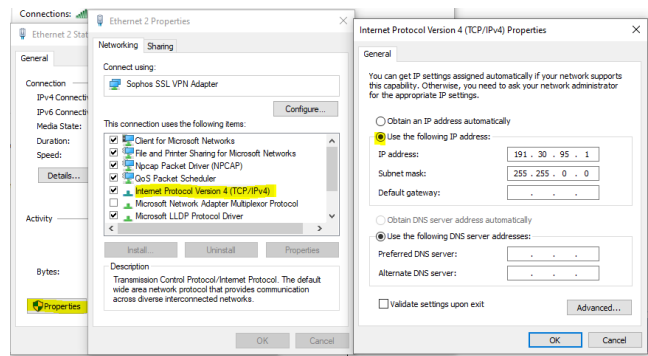 Connections:
Ethernet 2 Stat
General
Connection
IPv4 Connecti
IPv6 Connecti
Media State:
Duration:
Speed:
Details...
Activity
Bytes:
Properties
Ethernet 2 Properties
Networking Sharing
Connect using:
Sophos SSL VPN Adapter
Configure...
This connection uses the following items:
Client for Microsoft Networks
File and Printer Sharing for Microsoft Networks
Npcap Packet Driver (NPCAP)
QoS Packet Scheduler
Internet Protocol Version 4 (TCP/IPv4)
Microsoft Network Adapter Multiplexor Protocol
Microsoft LLDP Protocol Driver
Install... Uninstall Properties
Description
Transmission Control Protocol/Internet Protocol. The default
wide area network protocol that provides communication
across diverse interconnected networks.
OK Cancel
Internet Protocol Version 4 (TCP/IPv4) Properties
General
You can get IP settings assigned automatically if your network supports
this capability. Otherwise, you need to ask your network administrator
for the appropriate IP settings.
Obtain an IP address automatically
Use the following IP address:
IP address: 191 . 30 . 95 . 1
Subnet mask: 255 . 255 . 0 . 0
Default gateway: . . .
Obtain DNS server address automatically
Use the following DNS server addresses:
Preferred DNS server: . . .
Alternate DNS server: . . .
Validate settings upon exit
Advanced...
OK Cancel